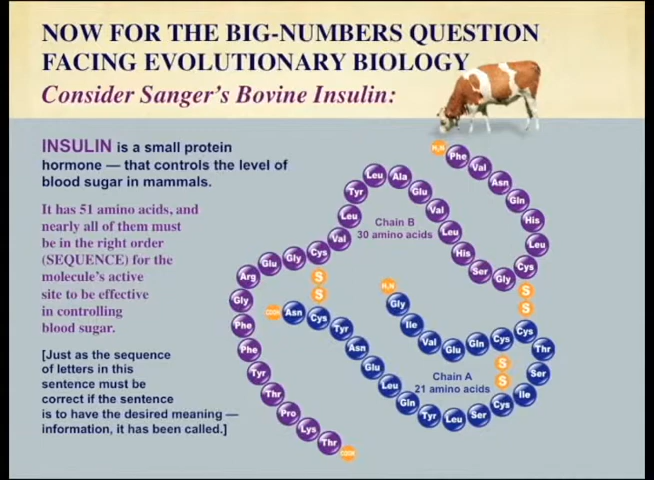 NOW FOR THE BIG-NUMBERS QUESTION
FACING EVOLUTIONARY BIOLOGY
Consider Sanger's Bovine Insulin:
INSULIN is a small protein
hormone — that controls the level of
blood sugar in mammals.
It has 51 amino acids, and
nearly all of them must
be in the right order
(SEQUENCE) for the
molecule's active
site to be effective
in controlling
blood sugar.
[Just as the sequence
of letters in this
sentence must be
correct if the sentence
is to have the desired meaning —
information, it has been called.]
H₂N
Phe
Val
Asn
Gln
His
Leu
Cys
Gly
Ser
His
Leu
Val
Glu
Ala
Leu
Tyr
Leu
Val
Cys
Gly
Glu
Arg
Gly
Phe
Phe
Tyr
Thr
Pro
Lys
Thr
COOH
Chain B
30 amino acids
S
S
S
S
H₂N
Gly
Ile
Val
Glu
Gln
Cys
Cys
Thr
Ser
Ile
Cys
Ser
Leu
Tyr
Gln
Leu
Glu
Asn
Tyr
Cys
Asn
COOH
S
S
Chain A
21 amino acids